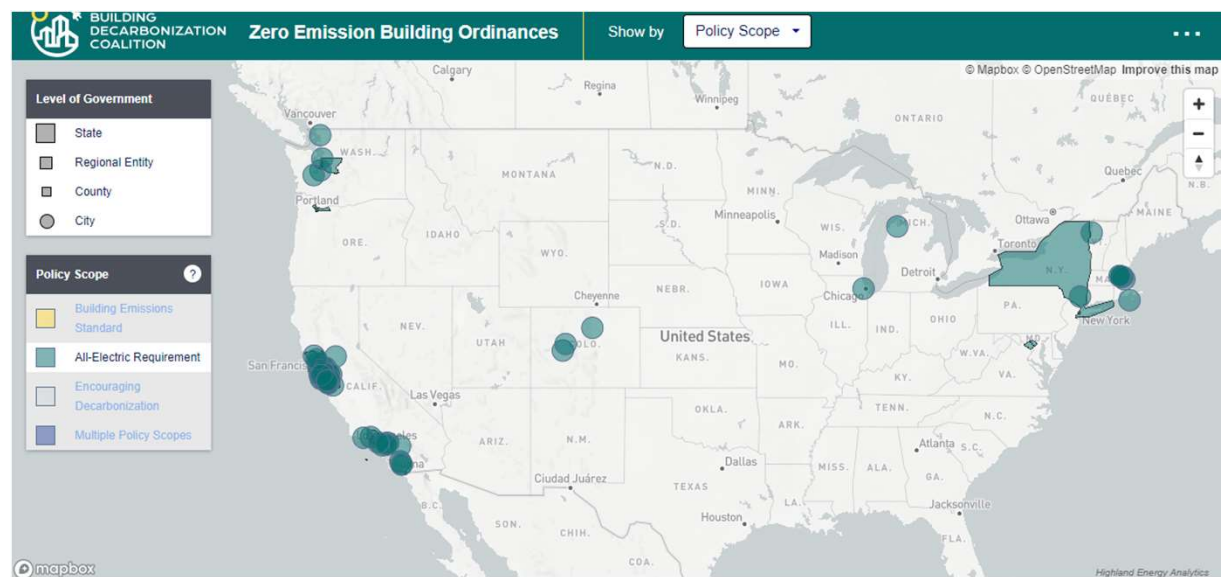 BUILDING
DECARBONIZATION
COALITION
Zero Emission Building Ordinances
Show by
Policy Scope
© Mapbox © OpenStreetMap Improve this map
Level of Government
State
Regional Entity
County
City
Policy Scope
?
Building Emissions
Standard
All-Electric Requirement
Encouraging
Decarbonization
Multiple Policy Scopes
Calgary
Regina
Winnipeg
ONTARIO
QUÉBEC
Vancouver
WASH.
MONTANA
N.D.
MINN.
Quebec
N.B.
Portland
S.D.
Minneapolis
WIS.
MICH.
Ottawa
MAINE
ORE.
IDAHO
WYO.
Madison
Toronto
Detroit
N.Y.
Cheyenne
NEBR.
IOWA
Chicago
PA.
New York
NEV.
UTAH
COLO.
United States
ILL.
IND.
OHIO
KANS.
MO.
W.VA.
VA.
KY.
CALIF.
Las Vegas
OKLA.
TENN.
N.C.
ARIZ.
N.M.
ARK.
Atlanta
S.C.
Dallas
MISS.
ALA.
GA.
Ciudad Juárez
TEXAS
LA.
Jacksonville
B.C.
SON.
CHIH.
Houston
FLA.
COA.
mapbox
Highland Energy Analytics